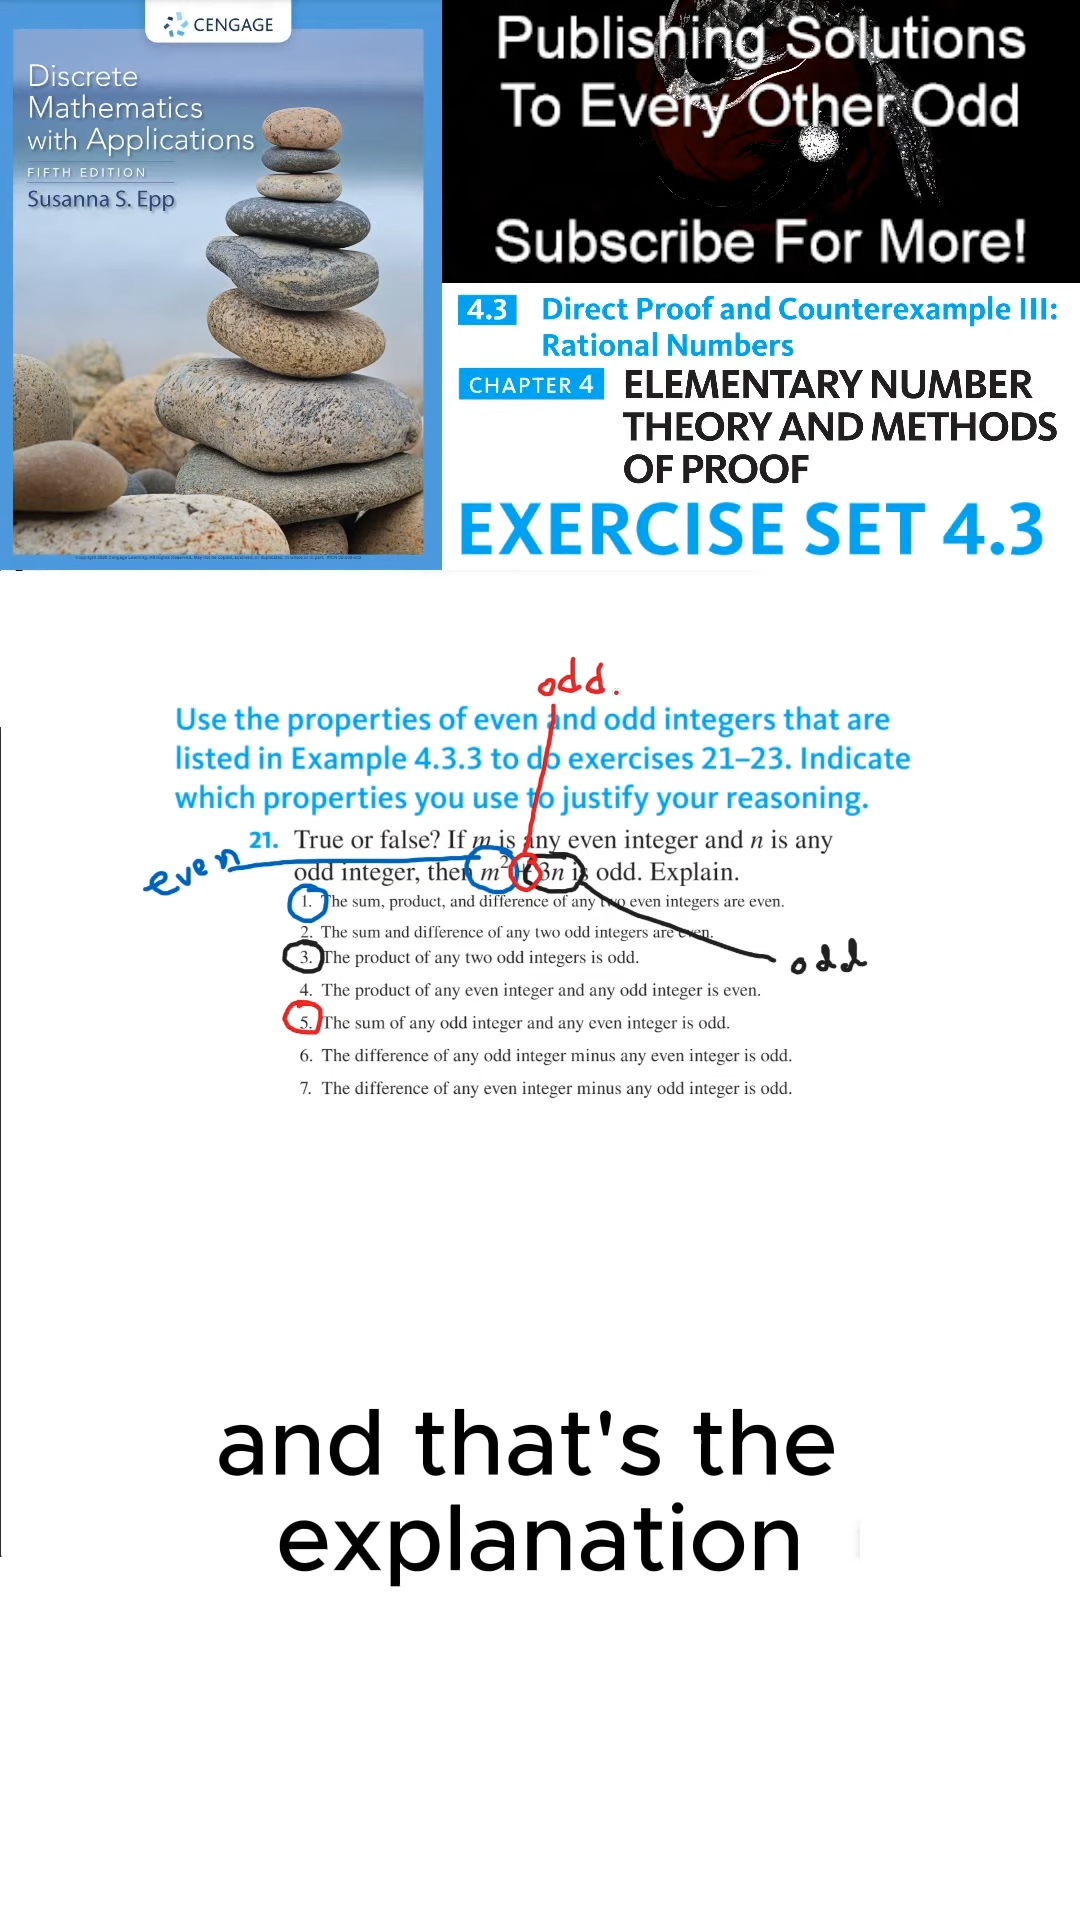 CENGAGE
Discrete
Mathematics
with Applications
FIFTH EDITION
Susanna S. Epp
Publishing Solutions
To Every Other Odd
Subscribe For More!
4.3 Direct Proof and Counterexample III:
Rational Numbers
CHAPTER 4 ELEMENTARY NUMBER
THEORY AND METHODS
OF PROOF
EXERCISE SET 4.3
odd.
Use the properties of even and odd integers that are
listed in Example 4.3.3 to do exercises 21–23. Indicate
which properties you use to justify your reasoning.
21. True or false? If m is any even integer and n is any
even
odd integer, then m² + 3n is odd. Explain.
1. The sum, product, and difference of any two even integers are even.
2. The sum and difference of any two odd integers are even.
3. The product of any two odd integers is odd.
odd
4. The product of any even integer and any odd integer is even.
5. The sum of any odd integer and any even integer is odd.
6. The difference of any odd integer minus any even integer is odd.
7. The difference of any even integer minus any odd integer is odd.
and that's the
explanation